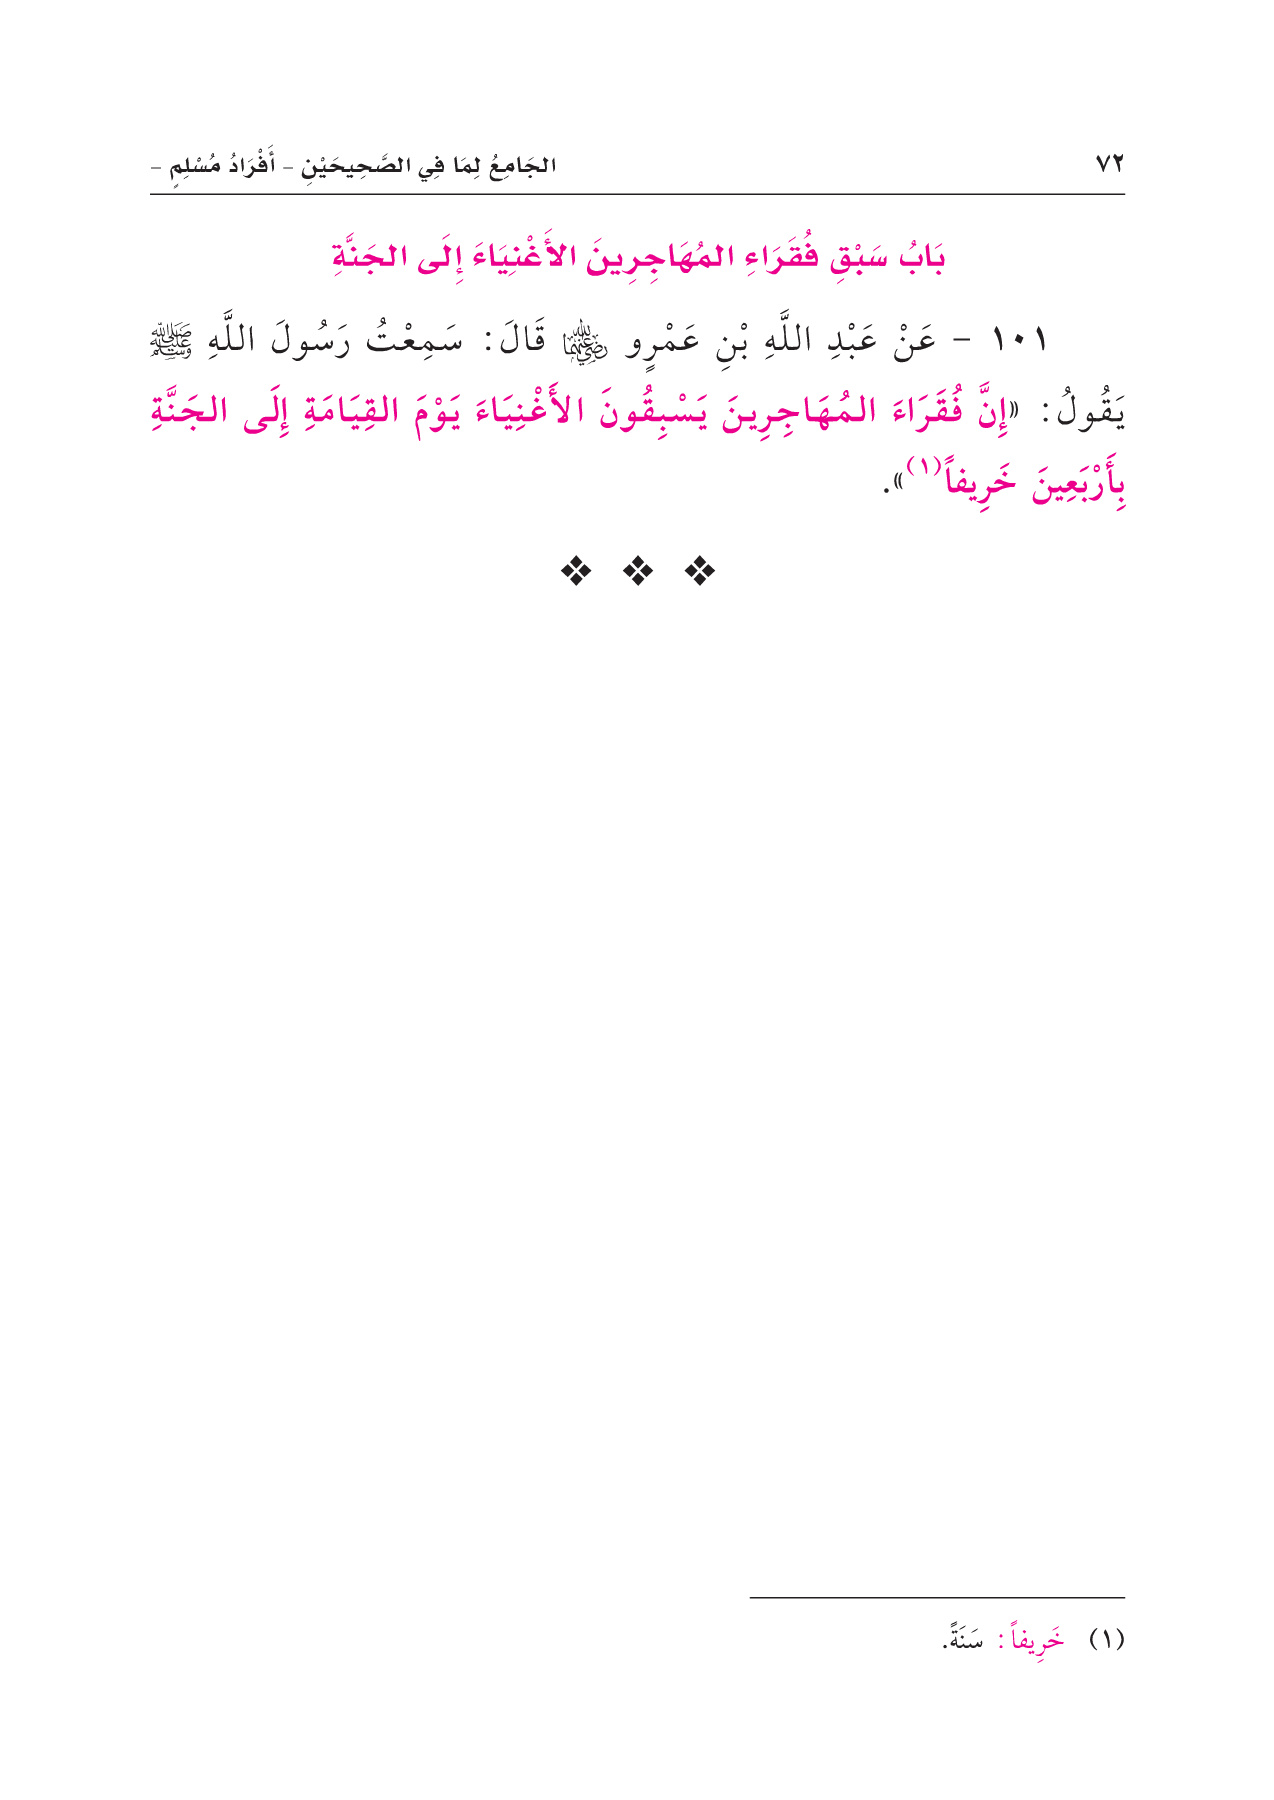 ٧٢ الجَامِعُ لِمَا فِي الصَّحِيحَيْنِ - أَفْرَادُ مُسْلِمٍ -
بَابُ سَبْقِ فُقَرَاءِ المُهَاجِرِينَ الأَغْنِيَاءَ إِلَى الجَنَّةِ
١٠١ - عَنْ عَبْدِ اللَّهِ بْنِ عَمْرٍو رضي الله عنهما قَالَ: سَمِعْتُ رَسُولَ اللَّهِ ﷺ
يَقُولُ: «إِنَّ فُقَرَاءَ المُهَاجِرِينَ يَسْبِقُونَ الأَغْنِيَاءَ يَوْمَ القِيَامَةِ إِلَى الجَنَّةِ
بِأَرْبَعِينَ خَرِيفاً(١)».
(١) خَرِيفاً: سَنَةً.